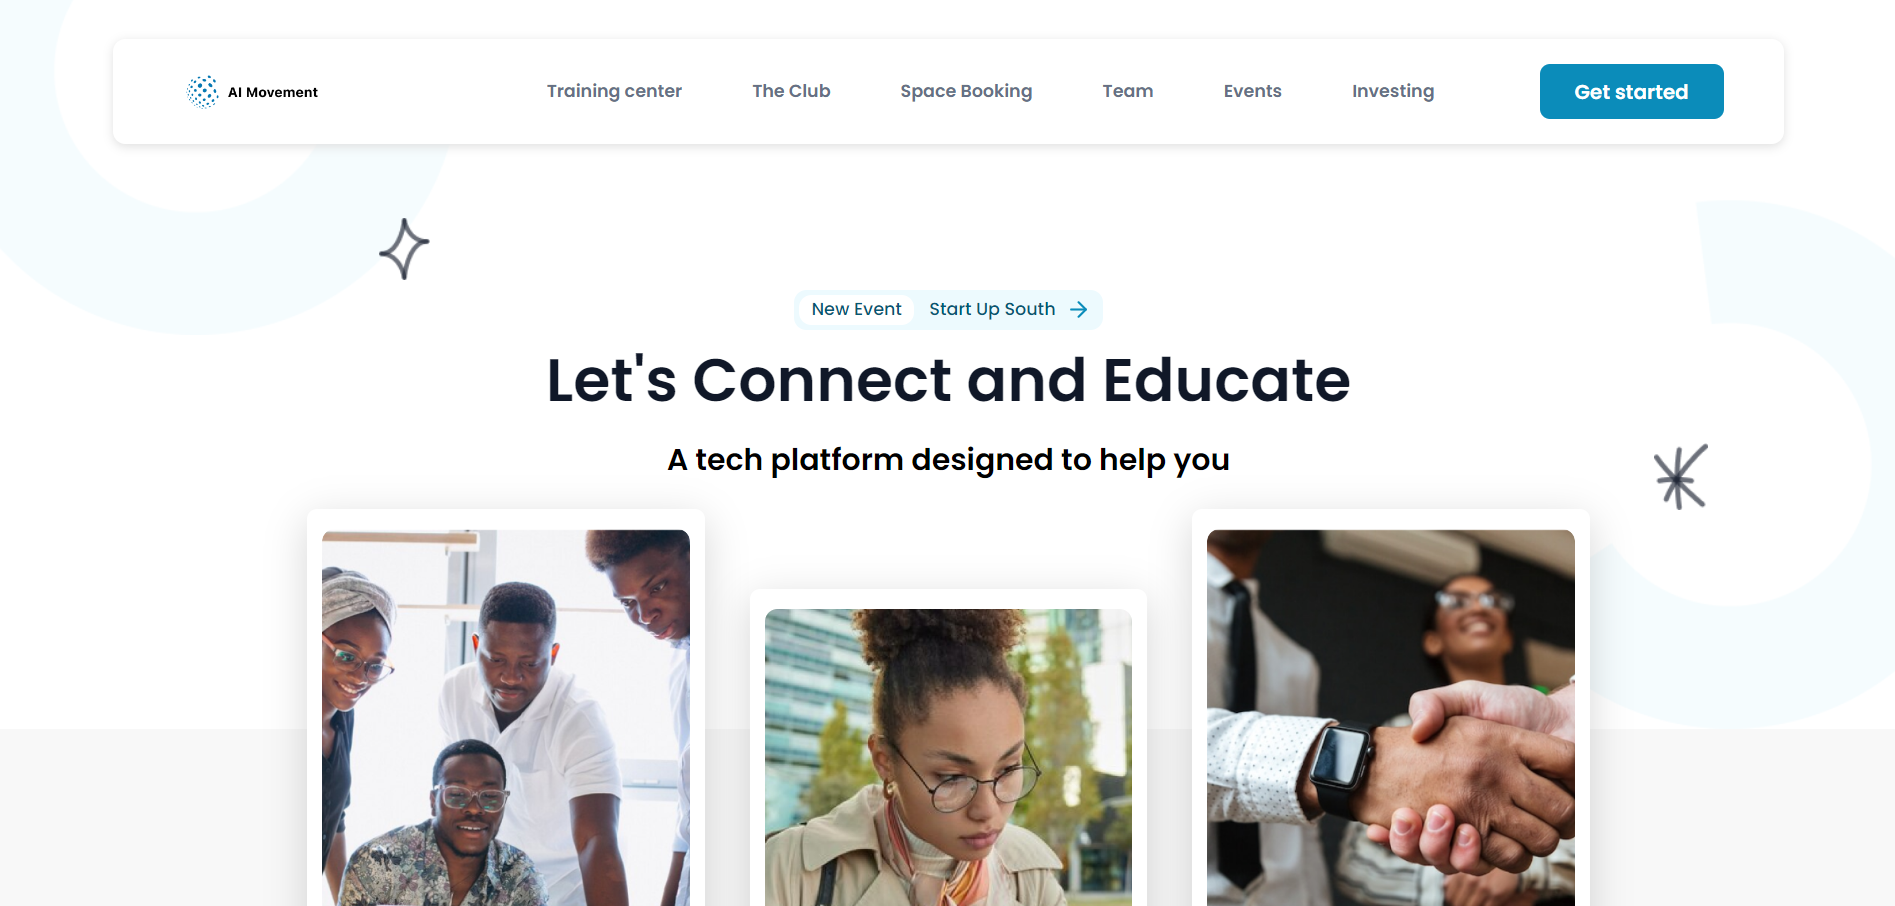 AI Movement
Training center
The Club
Space Booking
Team
Events
Investing
Get started
New Event
Start Up South
Let's Connect and Educate
A tech platform designed to help you